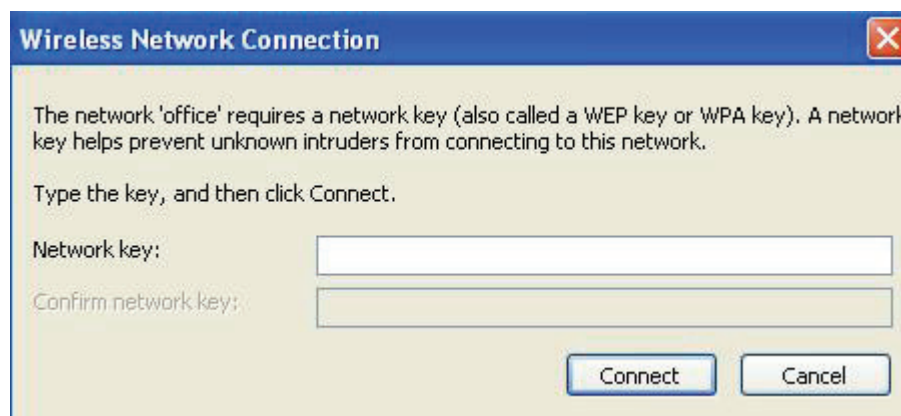 Wireless Network Connection
The network 'office' requires a network key (also called a WEP key or WPA key). A network
key helps prevent unknown intruders from connecting to this network.
Type the key, and then click Connect.
Network key:
Confirm network key:
Connect Cancel